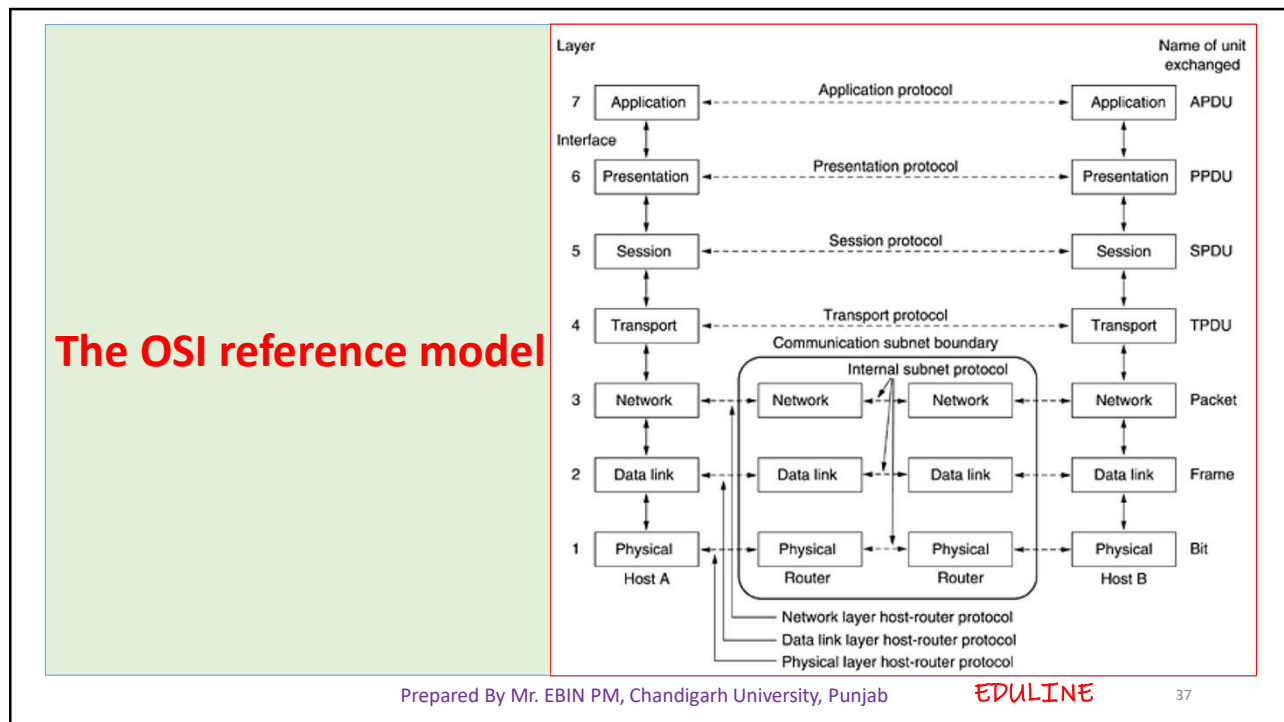 The OSI reference model
Layer
Name of unit
exchanged
7 Application Application protocol Application APDU
Interface
6 Presentation Presentation protocol Presentation PPDU
5 Session Session protocol Session SPDU
4 Transport Transport protocol Transport TPDU
Communication subnet boundary
Internal subnet protocol
3 Network Network Network Network Packet
2 Data link Data link Data link Data link Frame
1 Physical Physical Physical Physical Bit
Host A Router Router Host B
Network layer host-router protocol
Data link layer host-router protocol
Physical layer host-router protocol
Prepared By Mr. EBIN PM, Chandigarh University, Punjab EDULINE 37